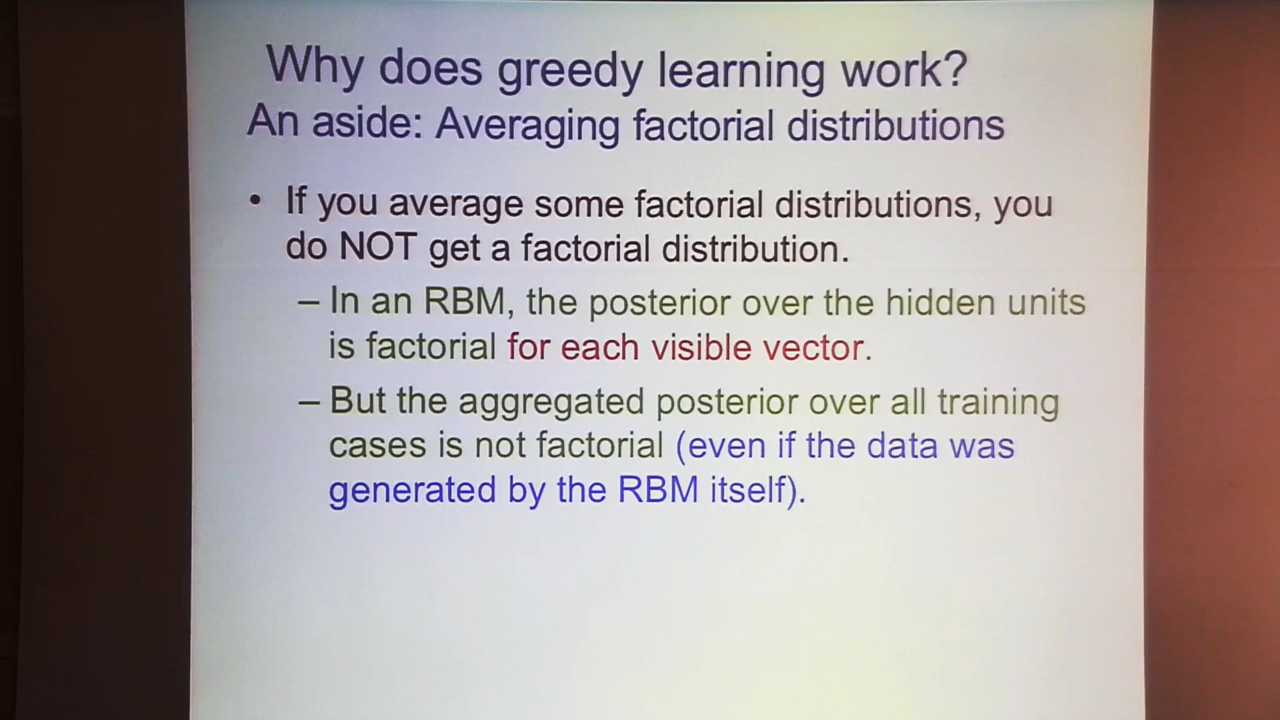 Why does greedy learning work?
An aside: Averaging factorial distributions
• If you average some factorial distributions, you
do NOT get a factorial distribution.
– In an RBM, the posterior over the hidden units
is factorial for each visible vector.
– But the aggregated posterior over all training
cases is not factorial (even if the data was
generated by the RBM itself).